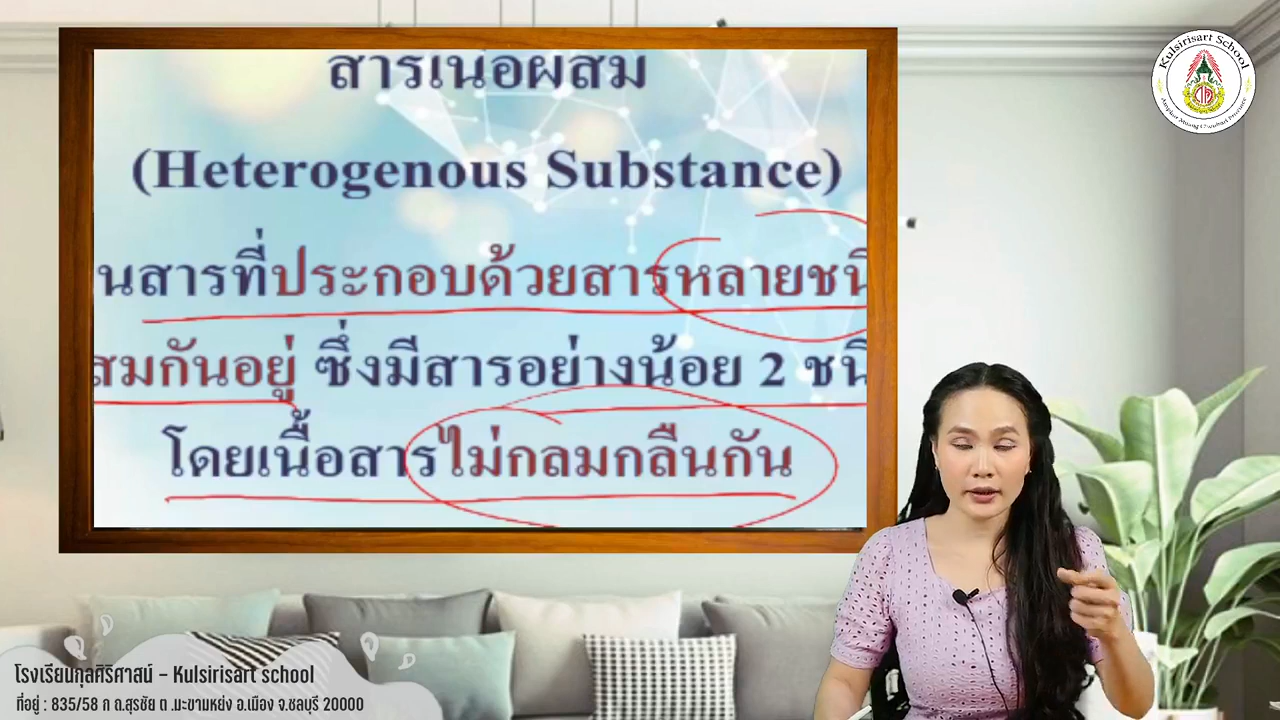 สารเนื้อผสม
(Heterogenous Substance)
นสารที่ประกอบด้วยสารหลายชนิ
สมกันอยู่ ซึ่งมีสารอย่างน้อย 2 ชนิ
โดยเนื้อสารไม่กลมกลืนกัน
Kulsirisart School
โรงเรียนกุลศิริศาสน์ - Kulsirisart school
ที่อยู่ : 835/58 ก ถ.สุรชัย ต .มะขามหย่ง อ.เมือง จ.ชลบุรี 20000